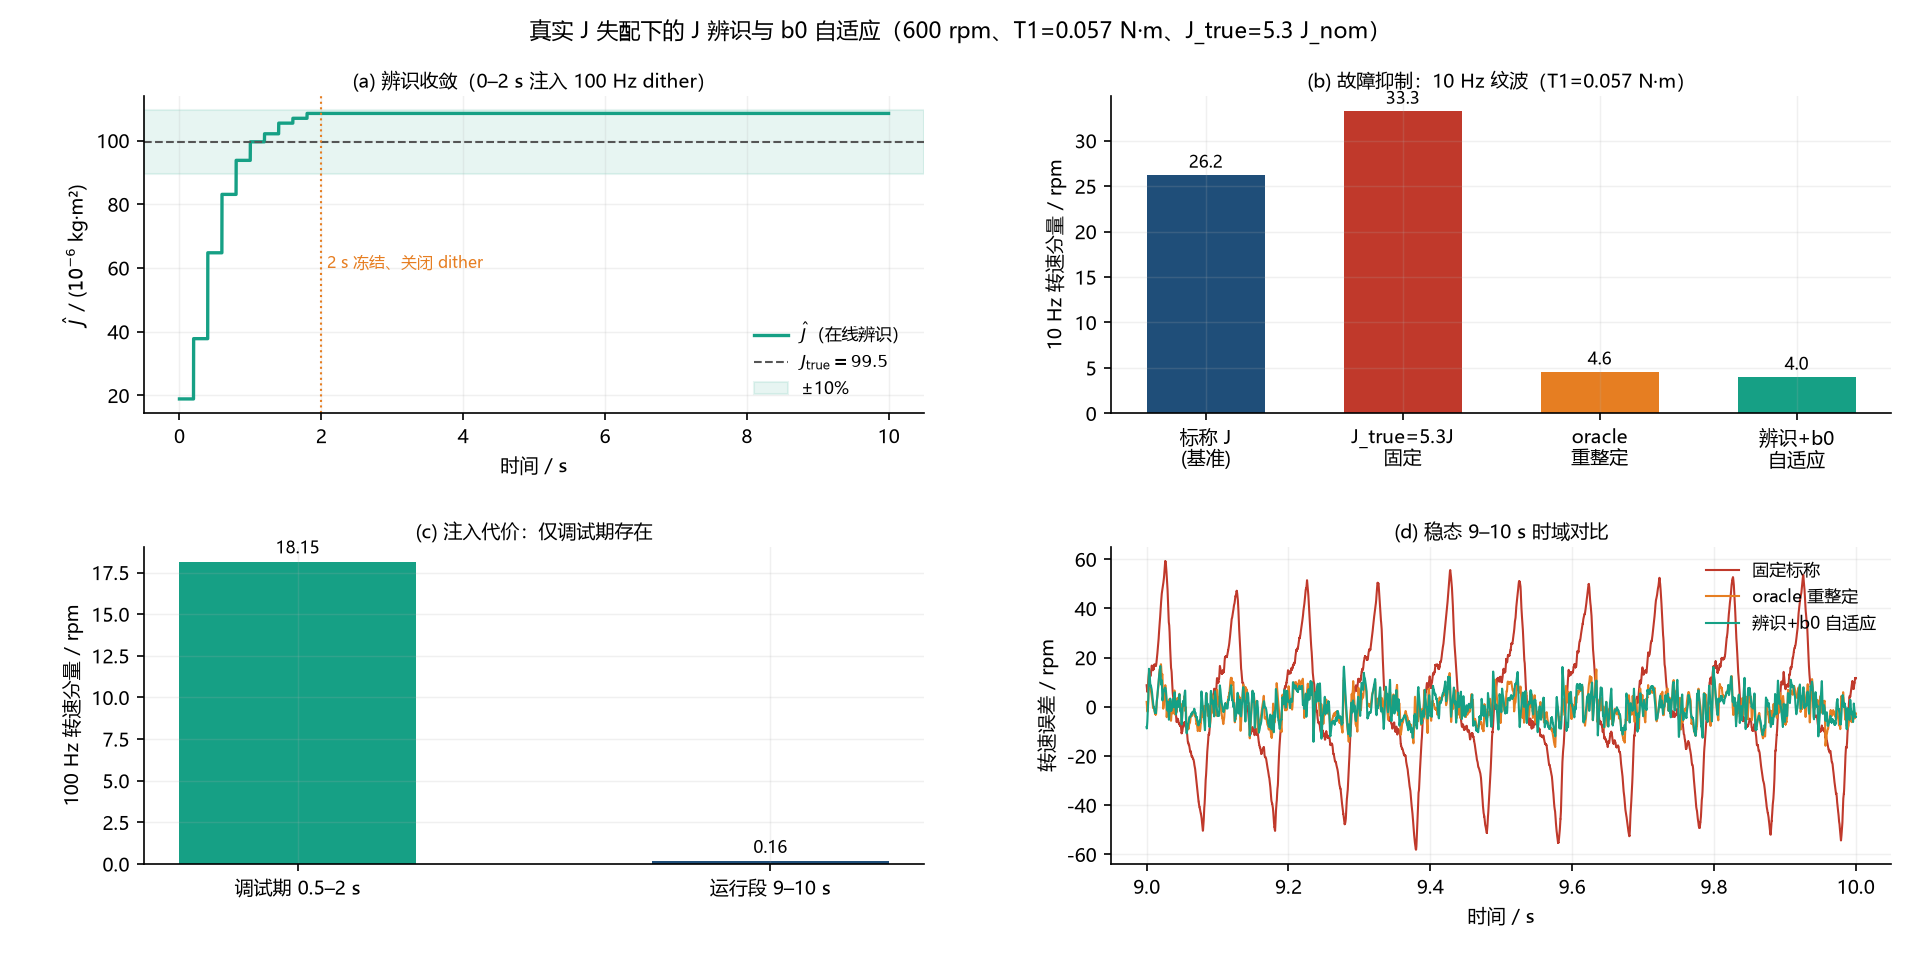 真实 J 失配下的 J 辨识与 b0 自适应（600 rpm、T1=0.057 N·m、J_true=5.3 J_nom）
(a) 辨识收敛（0–2 s 注入 100 Hz dither）
Ĵ / (10⁻⁶ kg·m²)
100
80
60
40
20
2 s 冻结、关闭 dither
Ĵ（在线辨识）
J_true = 99.5
±10%
0 2 4 6 8 10
时间 / s
(b) 故障抑制：10 Hz 纹波（T1=0.057 N·m）
10 Hz 转速分量 / rpm
30
25
20
15
10
5
0
26.2
33.3
4.6
4.0
标称 J
(基准)
J_true=5.3J
固定
oracle
重整定
辨识+b0
自适应
(c) 注入代价：仅调试期存在
100 Hz 转速分量 / rpm
17.5
15.0
12.5
10.0
7.5
5.0
2.5
0.0
18.15
0.16
调试期 0.5–2 s
运行段 9–10 s
(d) 稳态 9–10 s 时域对比
转速误差 / rpm
60
40
20
0
-20
-40
-60
固定标称
oracle 重整定
辨识+b0 自适应
9.0 9.2 9.4 9.6 9.8 10.0
时间 / s